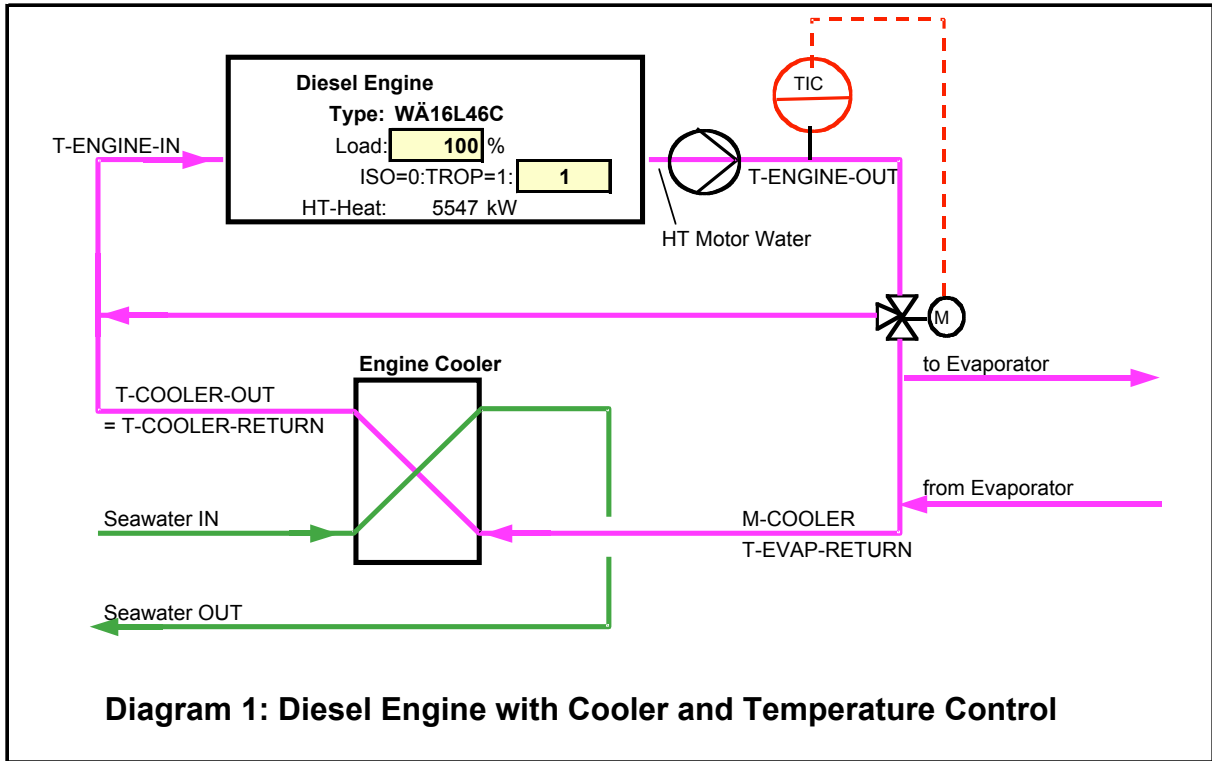 TIC
Diesel Engine
Type: WÄ16L46C
Load: 100 %
ISO=0:TROP=1: 1
HT-Heat: 5547 kW
T-ENGINE-IN
T-ENGINE-OUT
HT Motor Water
M
Engine Cooler
to Evaporator
T-COOLER-OUT
= T-COOLER-RETURN
from Evaporator
Seawater IN
M-COOLER
T-EVAP-RETURN
Seawater OUT
Diagram 1: Diesel Engine with Cooler and Temperature Control